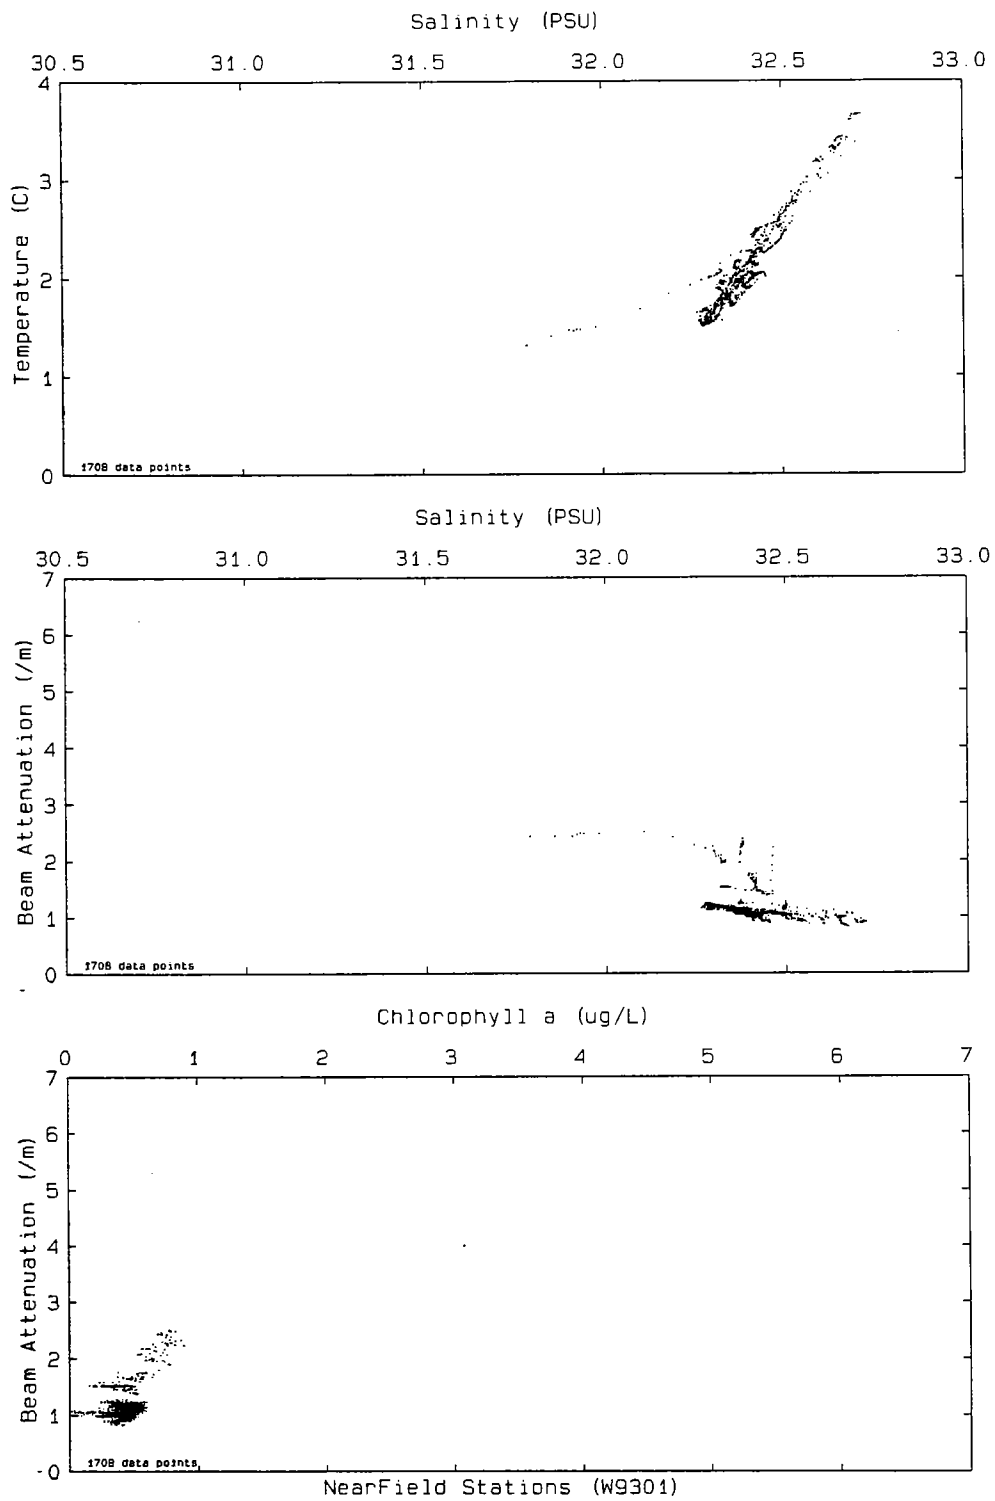 Salinity (PSU)
30.5 31.0 31.5 32.0 32.5 33.0
4
3
2
1
0
Temperature (C)
1708 data points
Salinity (PSU)
30.5 31.0 31.5 32.0 32.5 33.0
7
6
5
4
3
2
1
0
Beam Attenuation (/m)
1708 data points
Chlorophyll a (ug/L)
0 1 2 3 4 5 6 7
7
6
5
4
3
2
1
0
Beam Attenuation (/m)
1708 data points
NearField Stations (W9301)